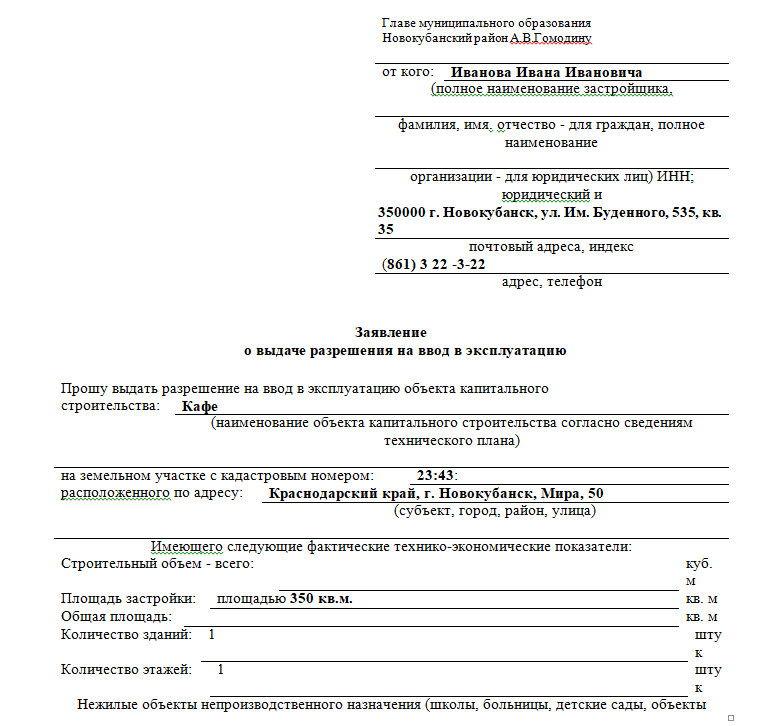 Главе муниципального образования
Новокубанский район А.В.Гомодину
от кого: Иванова Ивана Ивановича
(полное наименование застройщика,
фамилия, имя, отчество - для граждан, полное
наименование
организации - для юридических лиц) ИНН;
юридический и
350000 г. Новокубанск, ул. Им. Буденного, 535, кв.
35
почтовый адреса, индекс
(861) 3 22 -3-22
адрес, телефон
Заявление
о выдаче разрешения на ввод в эксплуатацию
Прошу выдать разрешение на ввод в эксплуатацию объекта капитального
строительства: Кафе
(наименование объекта капитального строительства согласно сведениям
технического плана)
на земельном участке с кадастровым номером: 23:43:
расположенного по адресу: Краснодарский край, г. Новокубанск, Мира, 50
(субъект, город, район, улица)
Имеющего следующие фактические технико-экономические показатели:
Строительный объем - всего: куб.
м
Площадь застройки: площадью 350 кв.м. кв. м
Общая площадь: кв. м
Количество зданий: 1 шту
к
Количество этажей: 1 шту
к
Нежилые объекты непроизводственного назначения (школы, больницы, детские сады, объекты